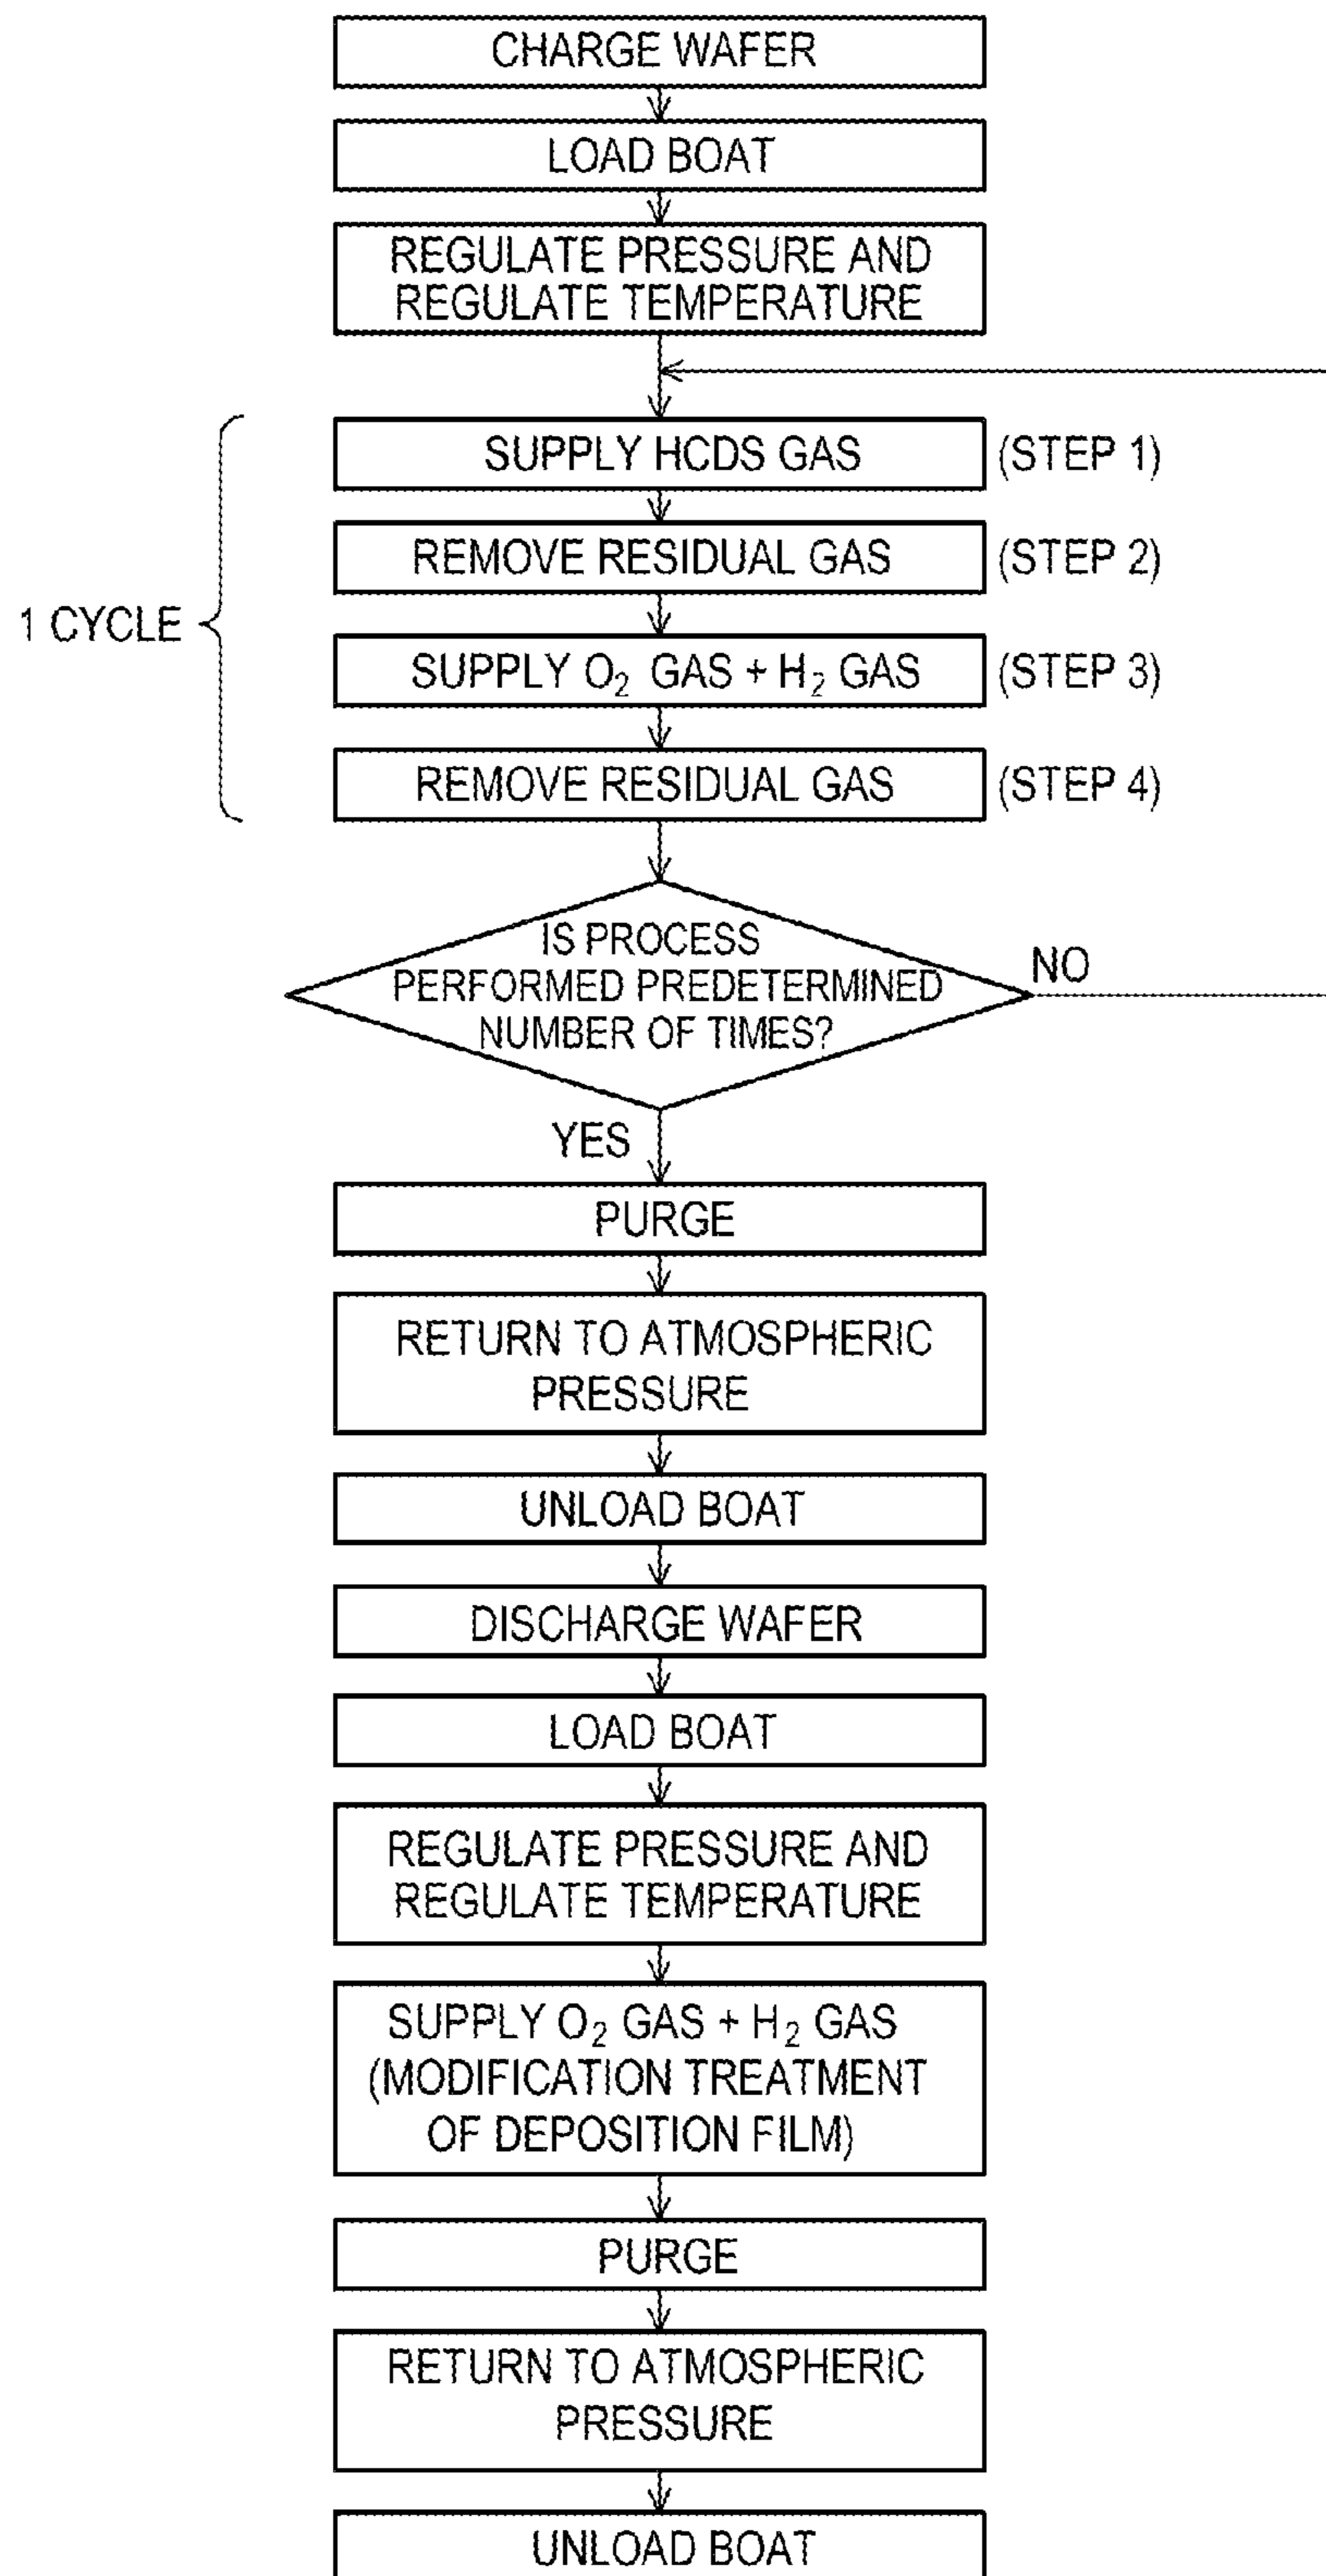 CHARGE WAFER
LOAD BOAT
REGULATE PRESSURE AND
REGULATE TEMPERATURE
SUPPLY HCDS GAS (STEP 1)
REMOVE RESIDUAL GAS (STEP 2)
1 CYCLE
SUPPLY O₂ GAS + H₂ GAS (STEP 3)
REMOVE RESIDUAL GAS (STEP 4)
IS PROCESS
PERFORMED PREDETERMINED
NUMBER OF TIMES?
NO
YES
PURGE
RETURN TO ATMOSPHERIC
PRESSURE
UNLOAD BOAT
DISCHARGE WAFER
LOAD BOAT
REGULATE PRESSURE AND
REGULATE TEMPERATURE
SUPPLY O₂ GAS + H₂ GAS
(MODIFICATION TREATMENT
OF DEPOSITION FILM)
PURGE
RETURN TO ATMOSPHERIC
PRESSURE
UNLOAD BOAT